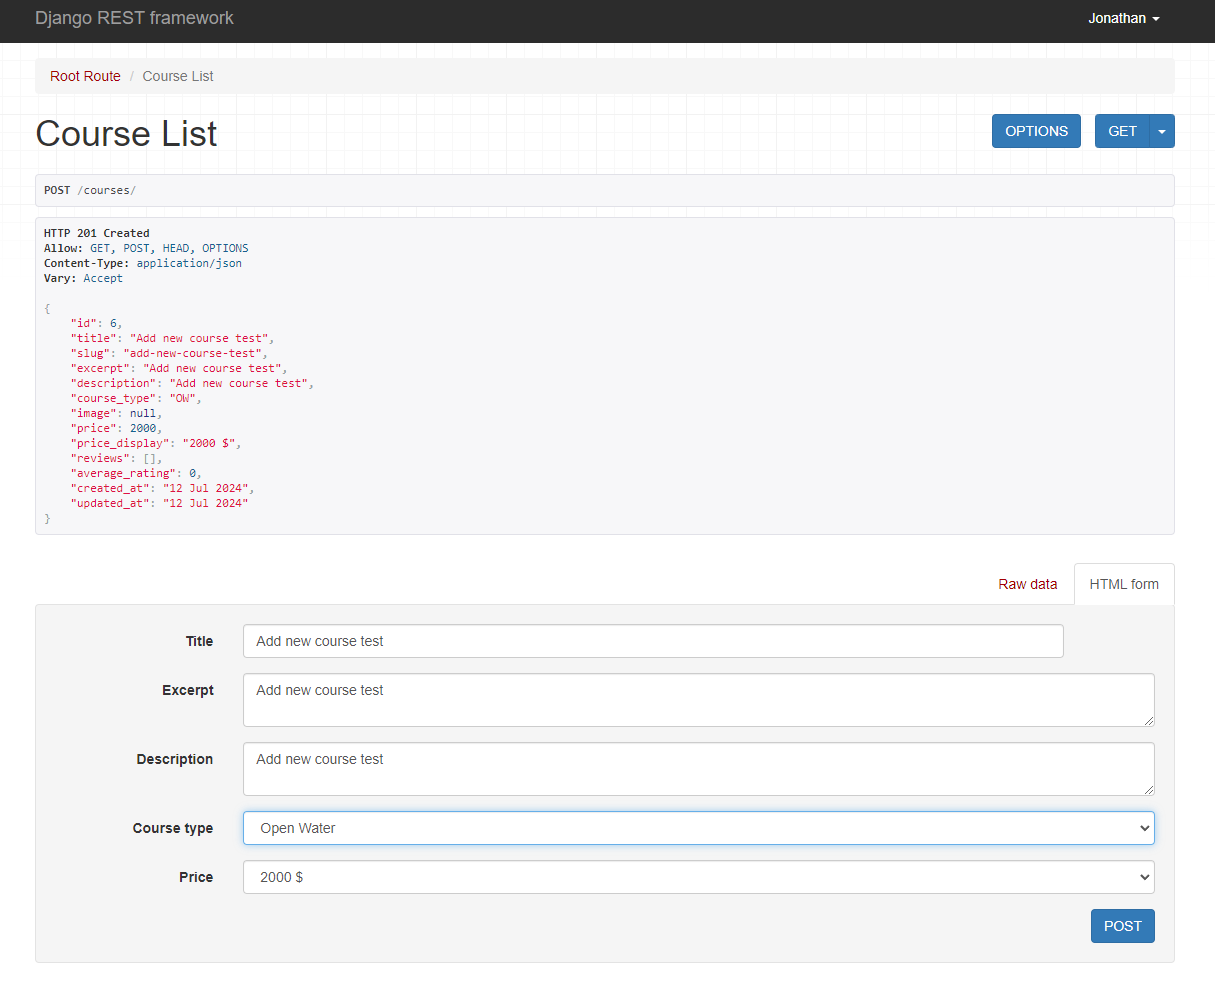 Django REST framework
Jonathan
Root Route / Course List
Course List
OPTIONS
GET
POST /courses/
HTTP 201 Created
Allow: GET, POST, HEAD, OPTIONS
Content-Type: application/json
Vary: Accept
{
    "id": 6,
    "title": "Add new course test",
    "slug": "add-new-course-test",
    "excerpt": "Add new course test",
    "description": "Add new course test",
    "course_type": "OW",
    "image": null,
    "price": 2000,
    "price_display": "2000 $",
    "reviews": [],
    "average_rating": 0,
    "created_at": "12 Jul 2024",
    "updated_at": "12 Jul 2024"
}
Raw data
HTML form
Title
Add new course test
Excerpt
Add new course test
Description
Add new course test
Course type
Open Water
Price
2000 $
POST